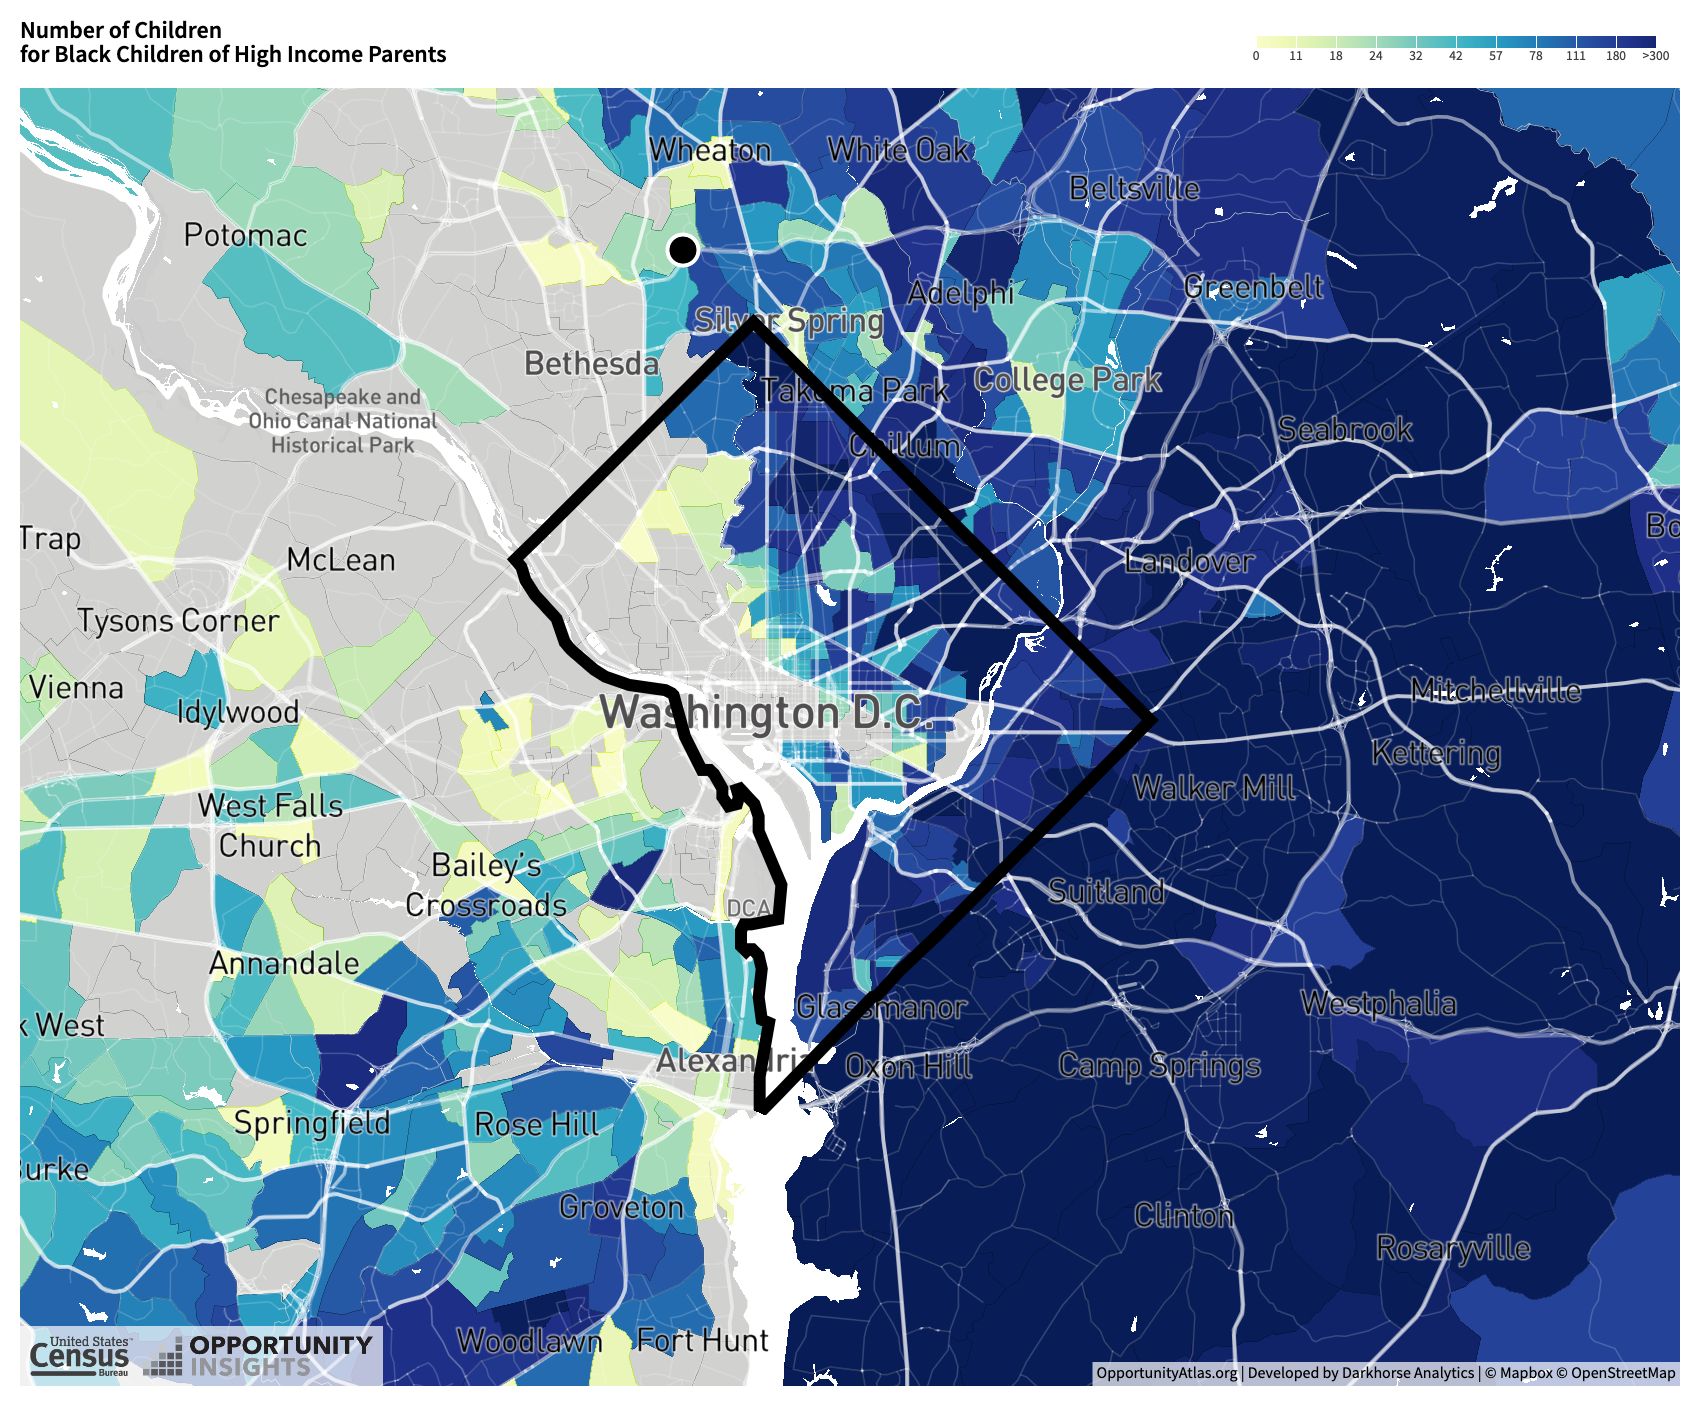 Number of Children
for Black Children of High Income Parents
0 11 18 24 32 42 57 78 111 180 >300
Wheaton
White Oak
Beltsville
Potomac
Adelphi
Greenbelt
Silver Spring
Bethesda
Takoma Park
College Park
Chesapeake and
Ohio Canal National
Historical Park
Chillum
Seabrook
Trap
McLean
Landover
Bo
Tysons Corner
Vienna
Idylwood
Washington D.C.
Mitchellville
Kettering
West Falls
Church
Walker Mill
Bailey's
Crossroads
DCA
Suitland
Annandale
k West
Glassmanor
Westphalia
Alexandria
Oxon Hill
Camp Springs
Springfield
Rose Hill
Burke
Groveton
Clinton
Rosaryville
Woodlawn
Fort Hunt
United States™
Census
Bureau
OPPORTUNITY
INSIGHTS
OpportunityAtlas.org | Developed by Darkhorse Analytics | © Mapbox © OpenStreetMap